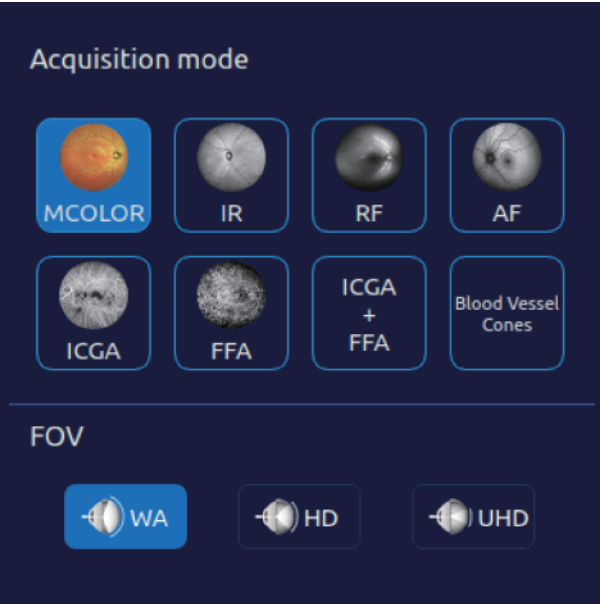 Acquisition mode
MCOLOR
IR
RF
AF
ICGA
FFA
ICGA
+
FFA
Blood Vessel
Cones
FOV
WA
HD
UHD